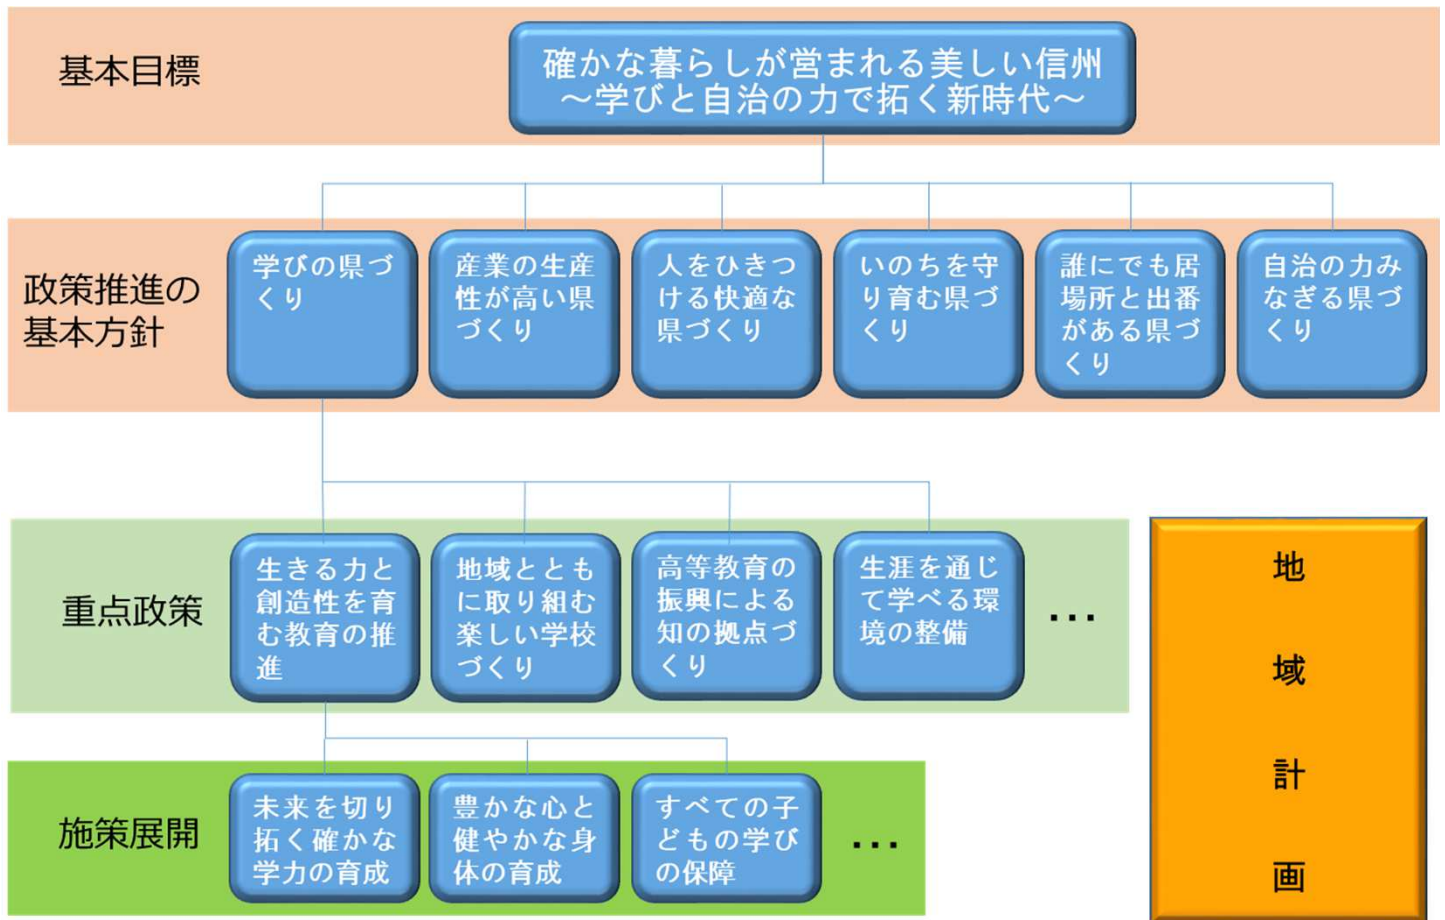 基本目標
確かな暮らしが営まれる美しい信州
～学びと自治の力で拓く新時代～
政策推進の
基本方針
学びの県づ
くり
産業の生産
性が高い県
づくり
人をひきつ
ける快適な
県づくり
いのちを守
り育む県づ
くり
誰にでも居
場所と出番
がある県づ
くり
自治の力み
なぎる県づ
くり
重点政策
生きる力と
創造性を育
む教育の推
進
地域ととも
に取り組む
楽しい学校
づくり
高等教育の
振興による
知の拠点づ
くり
生涯を通じ
て学べる環
境の整備
…
施策展開
未来を切り
拓く確かな
学力の育成
豊かな心と
健やかな身
体の育成
すべての子
どもの学び
の保障
…
地
域
計
画